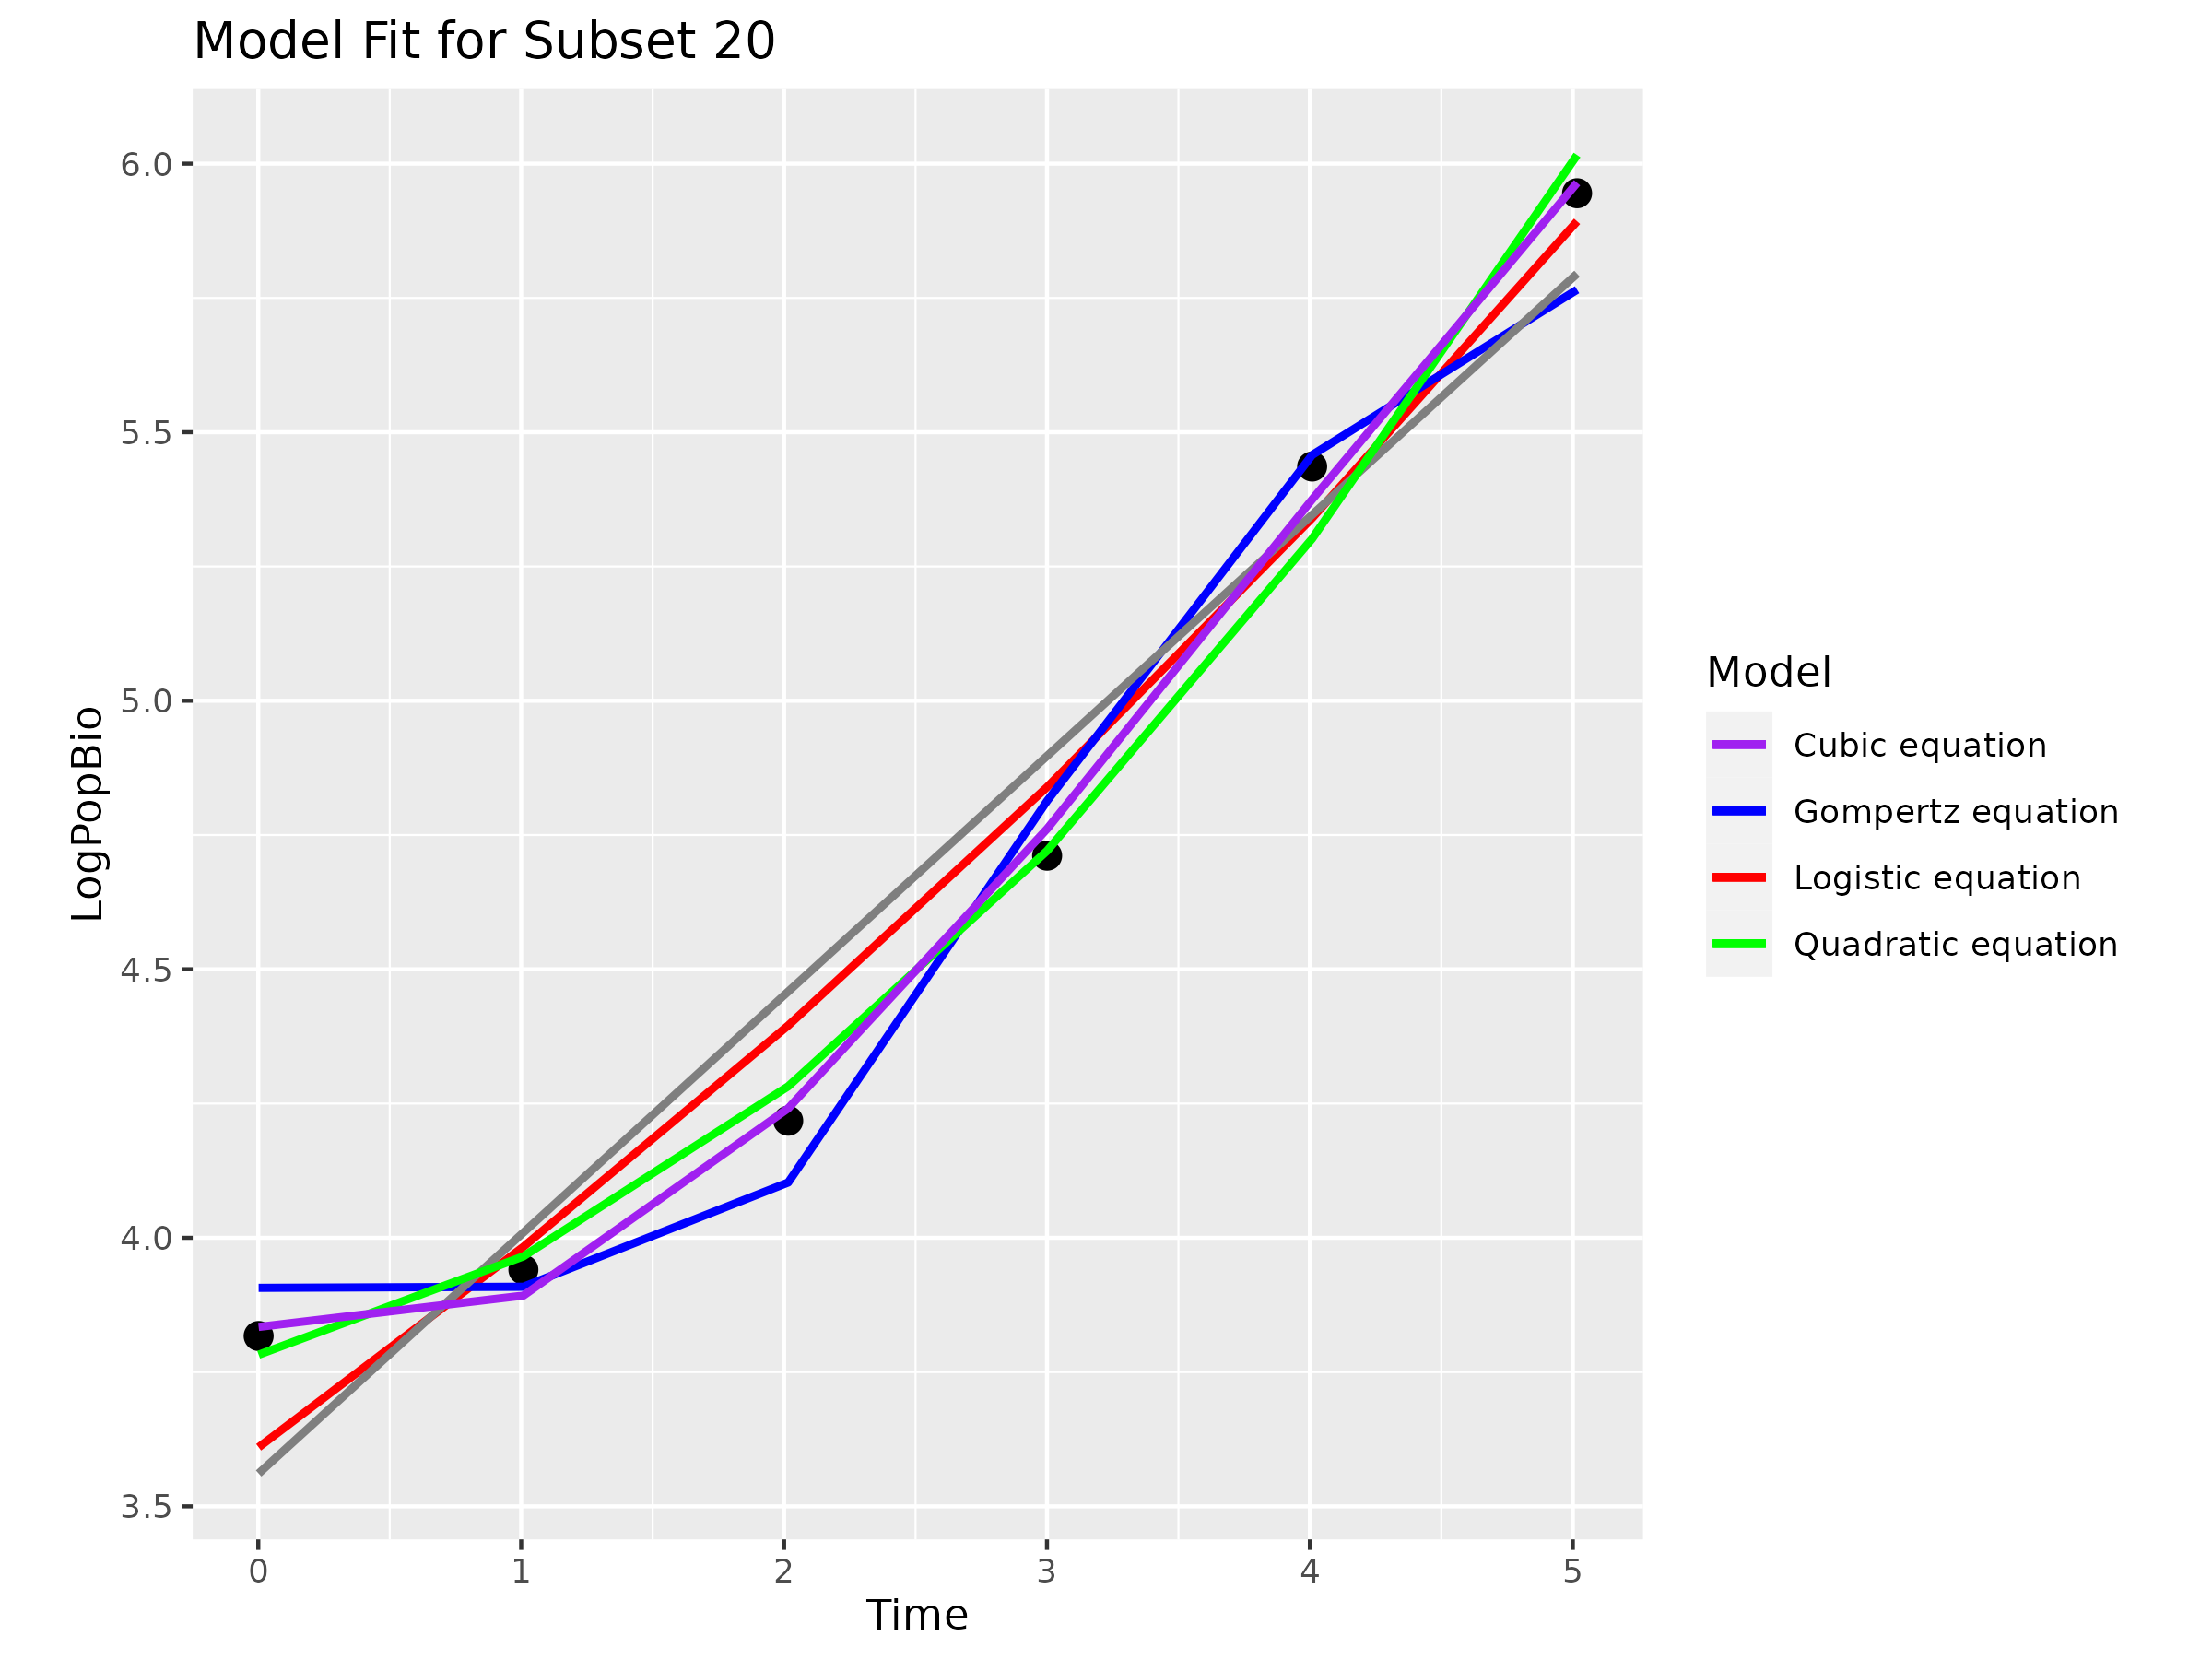 Model Fit for Subset 20
6.0
5.5
5.0
4.5
4.0
3.5
LogPopBio
0 1 2 3 4 5
Time
Model
Cubic equation
Gompertz equation
Logistic equation
Quadratic equation